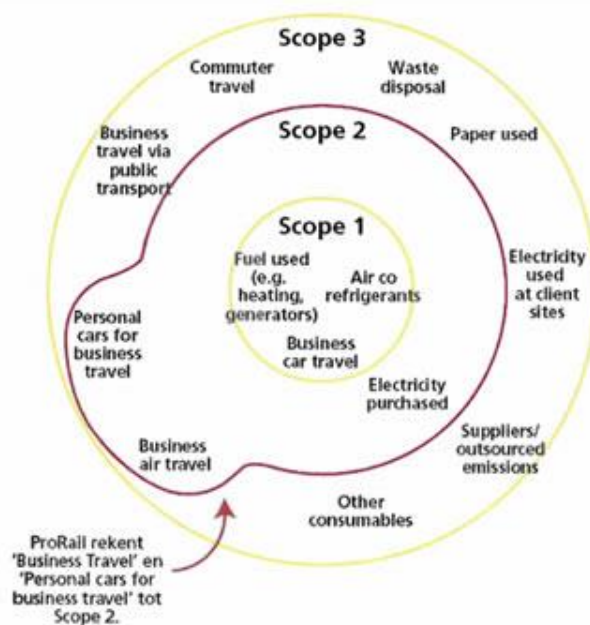 Scope 3
Commuter
travel
Waste
disposal
Business
travel via
public
transport
Scope 2
Paper used
Scope 1
Fuel used
(e.g.
heating,
generators)
Air co
refrigerants
Electricity
used
at client
sites
Personal
cars for
business
travel
Business
car travel
Electricity
purchased
Business
air travel
Suppliers/
outsourced
emissions
Other
consumables
ProRail rekent
'Business Travel' en
'Personal cars for
business travel' tot
Scope 2.